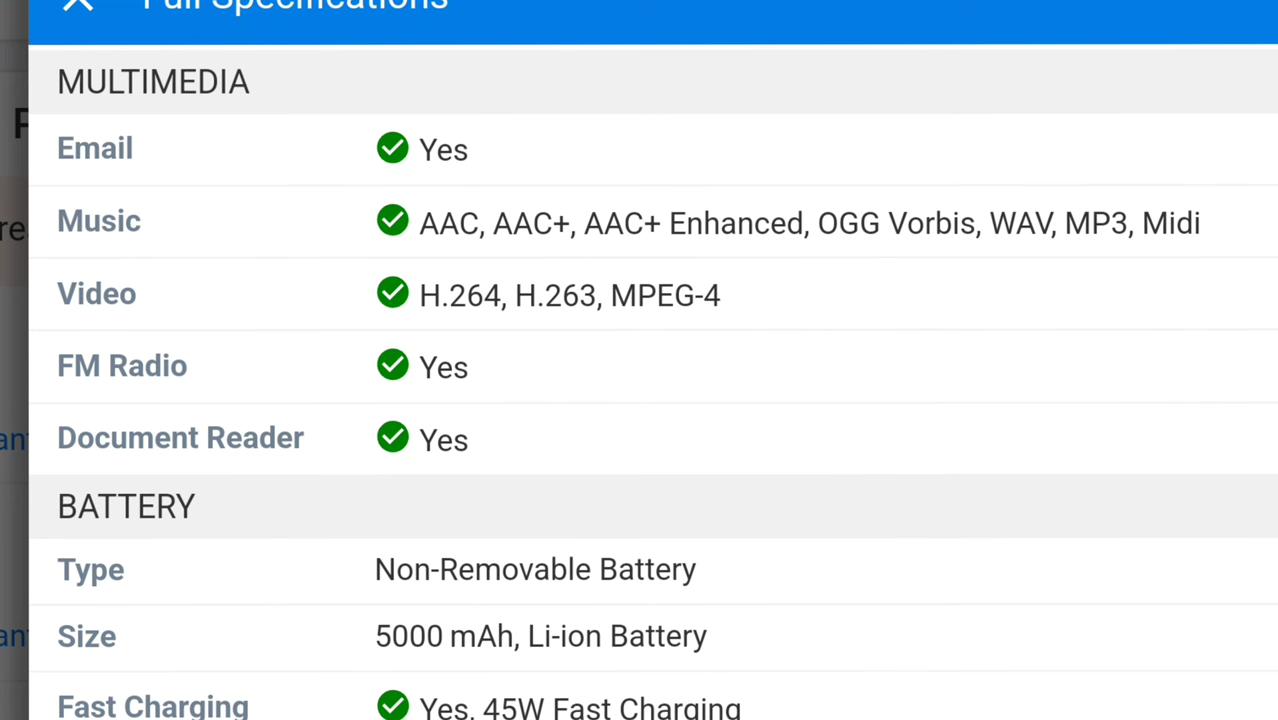 Full Specifications
MULTIMEDIA
Email Yes
Music AAC, AAC+, AAC+ Enhanced, OGG Vorbis, WAV, MP3, Midi
Video H.264, H.263, MPEG-4
FM Radio Yes
Document Reader Yes
BATTERY
Type Non-Removable Battery
Size 5000 mAh, Li-ion Battery
Fast Charging Yes, 45W Fast Charging